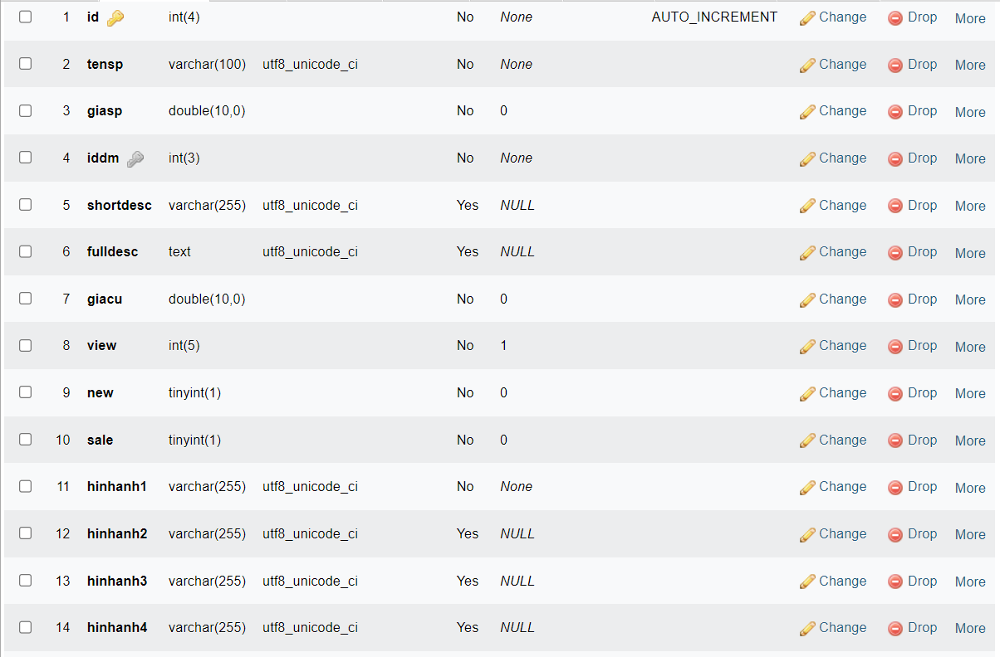 1 id int(4) No None AUTO_INCREMENT Change Drop More
2 tensp varchar(100) utf8_unicode_ci No None Change Drop More
3 giasp double(10,0) No 0 Change Drop More
4 iddm int(3) No None Change Drop More
5 shortdesc varchar(255) utf8_unicode_ci Yes NULL Change Drop More
6 fulldesc text utf8_unicode_ci Yes NULL Change Drop More
7 giacu double(10,0) No 0 Change Drop More
8 view int(5) No 1 Change Drop More
9 new tinyint(1) No 0 Change Drop More
10 sale tinyint(1) No 0 Change Drop More
11 hinhanh1 varchar(255) utf8_unicode_ci No None Change Drop More
12 hinhanh2 varchar(255) utf8_unicode_ci Yes NULL Change Drop More
13 hinhanh3 varchar(255) utf8_unicode_ci Yes NULL Change Drop More
14 hinhanh4 varchar(255) utf8_unicode_ci Yes NULL Change Drop More